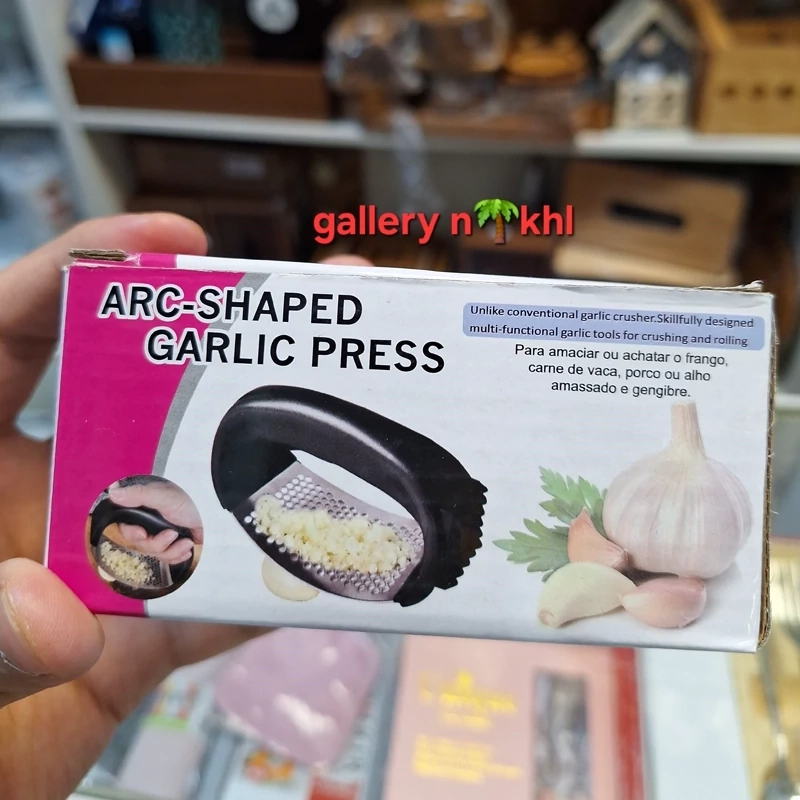 gallery n🌴khl
ARC-SHAPED
GARLIC PRESS
Unlike conventional garlic crusher.Skillfully designed
multi-functional garlic tools for crushing and rolling
Para amaciar ou achatar o frango,
carne de vaca, porco ou alho
amassado e gengibre.